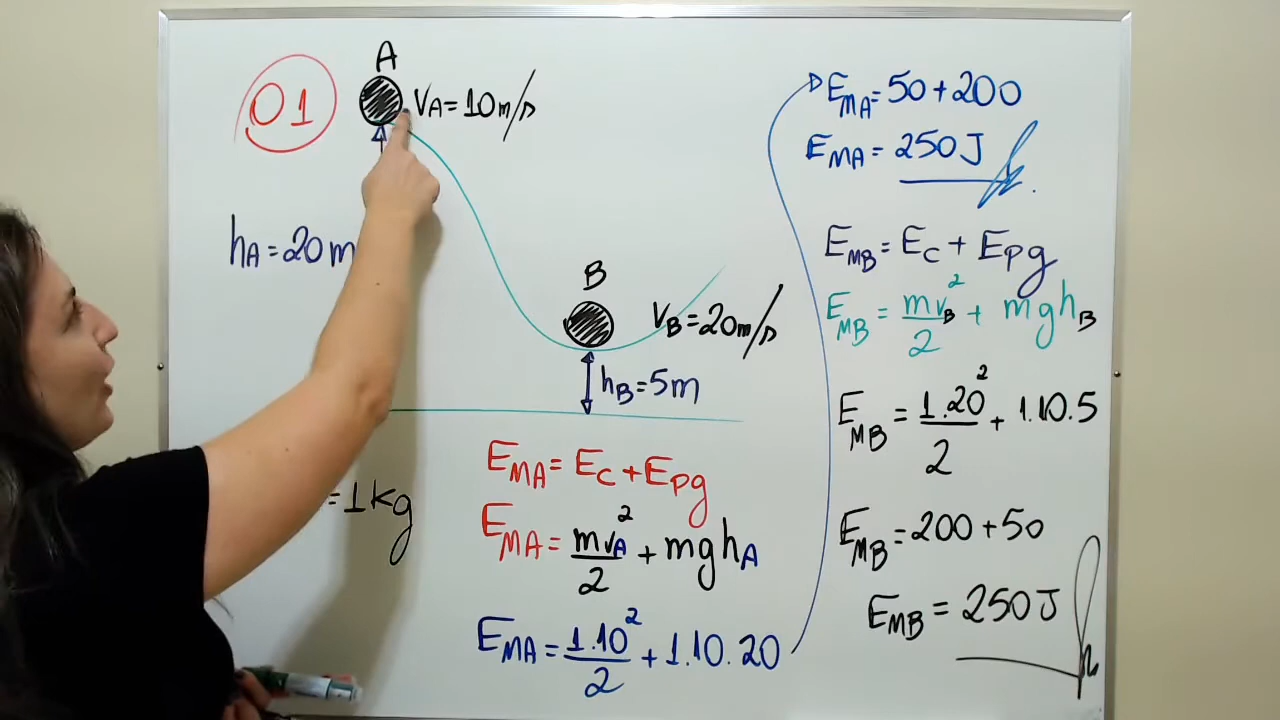 01
A
VA = 10m/s
hA = 20m
B
VB = 20m/s
hB = 5m
= 1kg
EMA = EC + Epg
EMA = mvA²/2 + mghA
EMA = 1.10²/2 + 1.10.20
EMA = 50 + 200
EMA = 250J
EMB = EC + Epg
EMB = mvB²/2 + mghB
EMB = 1.20²/2 + 1.10.5
EMB = 200 + 50
EMB = 250J